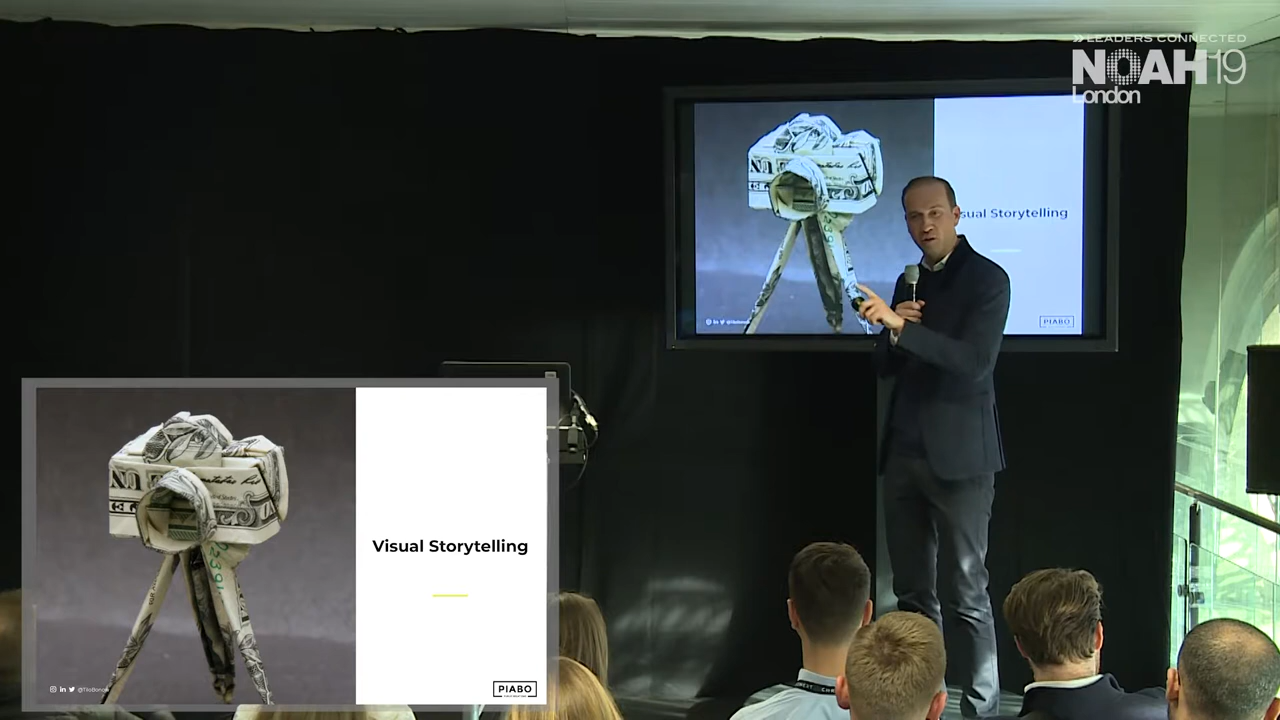 LEADERS CONNECTED
NOAH19
London
sual Storytelling
PIABO
Visual Storytelling
PIABO